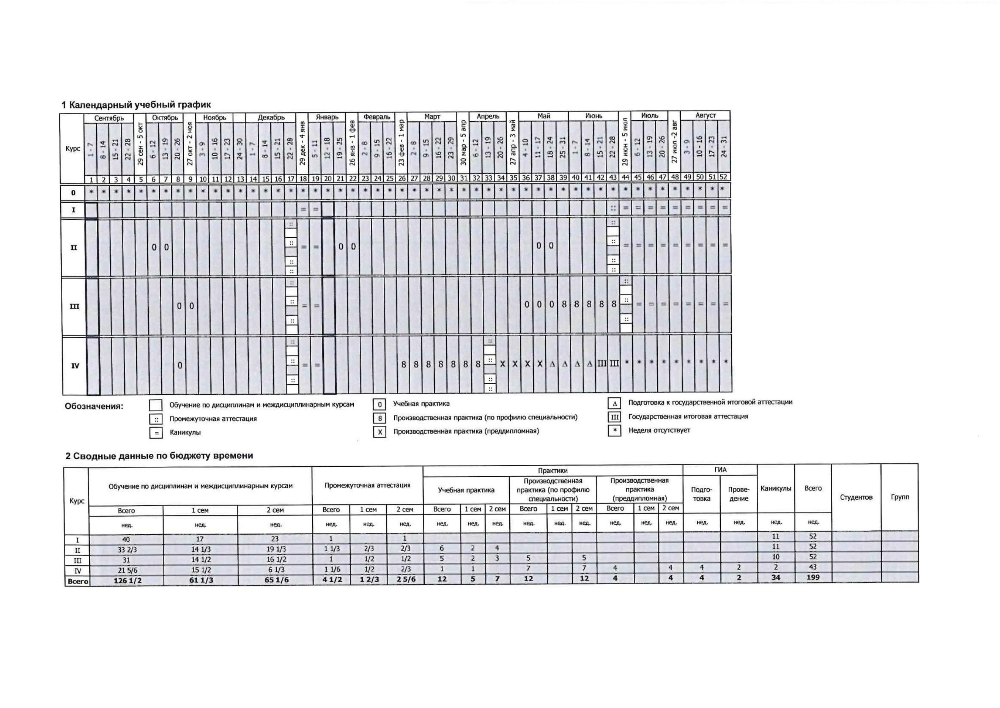 1 Календарный учебный график
Курс Сентябрь 29 сен - 5 окт Октябрь 27 окт - 2 ноя Ноябрь Декабрь 29 дек - 4 янв Январь 26 янв - 1 фев Февраль 23 фев - 1 мар Март 30 мар - 5 апр Апрель 27 апр - 3 май Май Июнь 29 июн - 5 июл Июль 27 июл -2 авг Август
1 - 7 8 - 14 15 - 21 22 - 28 6 - 12 13 - 19 20 - 26 3 - 9 10 - 16 17 - 23 24 - 30 1 - 7 8 - 14 15 - 21 22 - 28 5 - 11 12 - 18 19 - 25 2 - 8 9 - 15 16 - 22 2 - 8 9 - 15 16 - 22 23 - 29 6 - 12 13 - 19 20 - 26 4 - 10 11 - 17 18 - 24 25 - 31 1 - 7 8 - 14 15 - 21 22 - 28 6 - 12 13 - 19 20 - 26 3 - 9 10 - 16 17 - 23 24 - 31
1 2 3 4 5 6 7 8 9 10 11 12 13 14 15 16 17 18 19 20 21 22 23 24 25 26 27 28 29 30 31 32 33 34 35 36 37 38 39 40 41 42 43 44 45 46 47 48 49 50 51 52
0 * * * * * * * * * * * * * * * * * * * * * * * * * * * * * * * * * * * * * * * * * * * * * * * * * * * *
I = = :: = = = = = = = = =
II 0 0 :: :: :: :: = = 0 0 0 0 :: :: :: :: = = = = = = = = =
III 0 0 :: :: :: = = 0 0 0 8 8 8 8 8 :: :: :: = = = = = = = =
IV 0 :: :: :: = = 8 8 8 8 8 8 8 :: :: :: :: X X X X Δ Δ Δ Δ III III * * * * * * * * *
Обозначения: Обучение по дисциплинам и междисциплинарным курсам 0 Учебная практика Δ Подготовка к государственной итоговой аттестации
:: Промежуточная аттестация 8 Производственная практика (по профилю специальности) III Государственная итоговая аттестация
= Каникулы X Производственная практика (преддипломная) * Неделя отсутствует
2 Сводные данные по бюджету времени
Курс Обучение по дисциплинам и междисциплинарным курсам Промежуточная аттестация Практики ГИА Каникулы Всего Студентов Групп
Учебная практика Производственная практика (по профилю специальности) Производственная практика (преддипломная) Подго-товка Прове-дение
Всего 1 сем 2 сем Всего 1 сем 2 сем Всего 1 сем 2 сем Всего 1 сем 2 сем Всего 1 сем 2 сем
нед. нед. нед. нед. нед. нед. нед. нед. нед. нед. нед. нед. нед. нед. нед. нед. нед. нед. нед.
I 40 17 23 1 1 11 52
II 33 2/3 14 1/3 19 1/3 1 1/3 2/3 2/3 6 2 4 11 52
III 31 14 1/2 16 1/2 1 1/2 1/2 5 2 3 5 5 10 52
IV 21 5/6 15 1/2 6 1/3 1 1/6 1/2 2/3 1 1 7 7 4 4 4 2 2 43
Всего 126 1/2 61 1/3 65 1/6 4 1/2 1 2/3 2 5/6 12 5 7 12 12 4 4 4 2 34 199